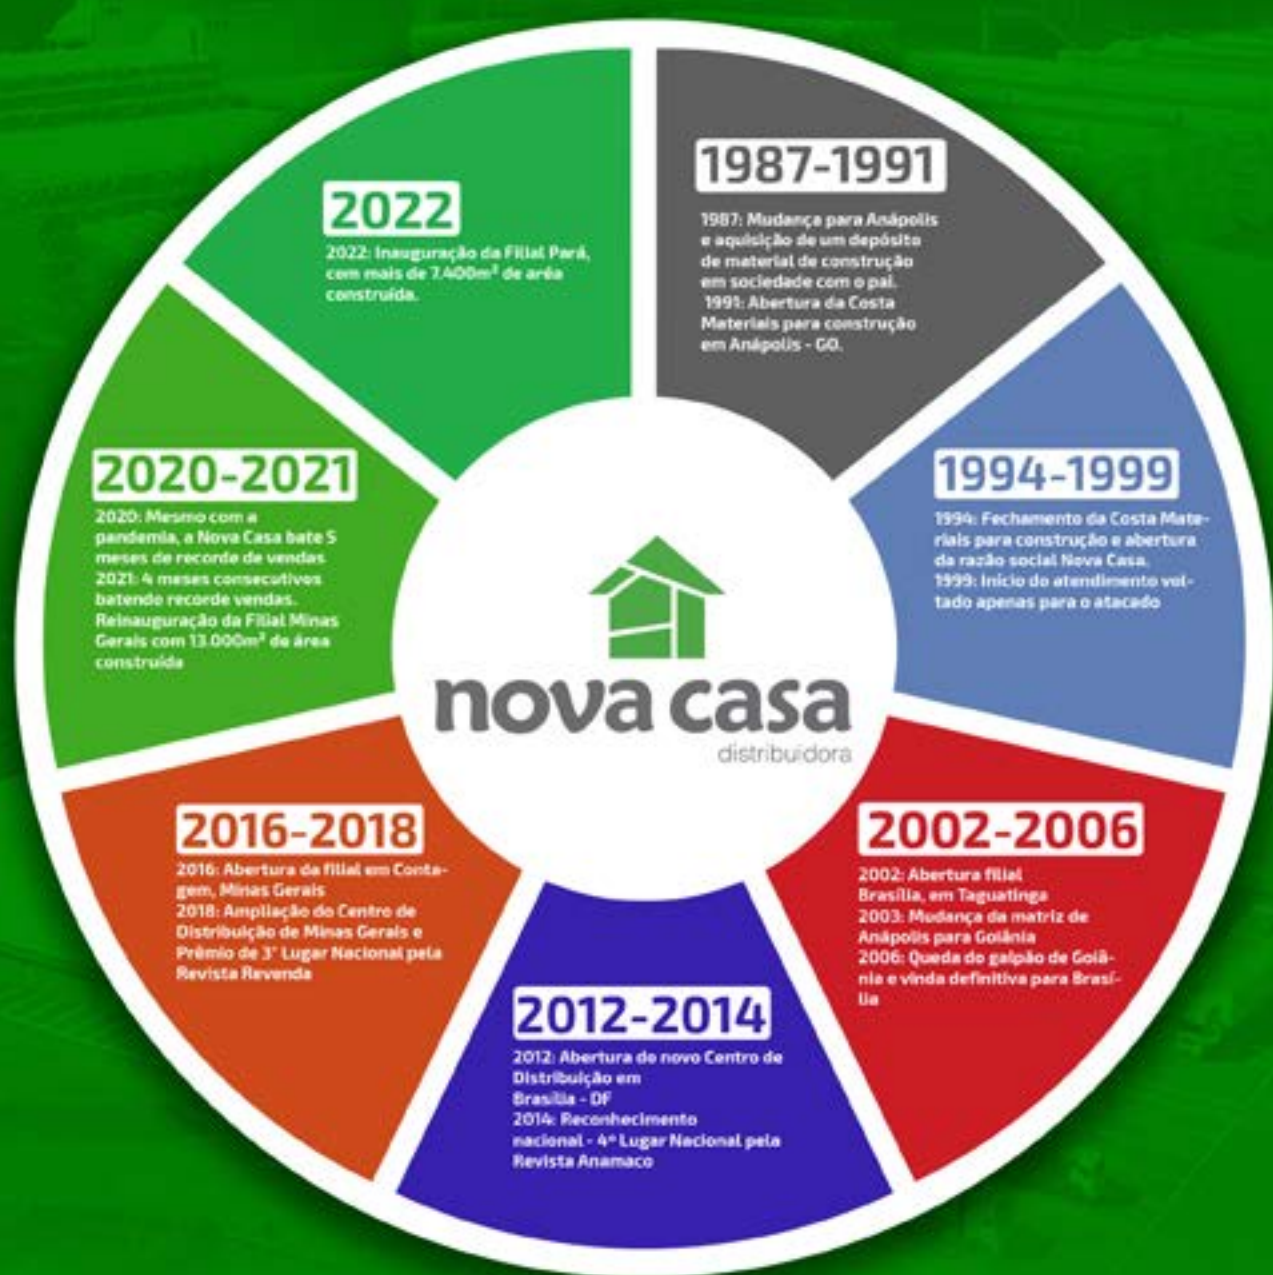 1987-1991
1987: Mudança para Anápolis
e aquisição de um depósito
de material de construção
em sociedade com o pai.
1991: Abertura da Costa
Materiais para construção
em Anápolis - GO.
1994-1999
1994: Fechamento da Costa Mate-
riais para construção e abertura
da razão social Nova Casa.
1999: Início do atendimento vol-
tado apenas para o atacado
2002-2006
2002: Abertura filial
Brasília, em Taguatinga
2003: Mudança da matriz de
Anápolis para Goiânia
2006: Queda do galpão de Goiâ-
nia e vinda definitiva para Brasí-
lia
2012-2014
2012: Abertura do novo Centro de
Distribuição em
Brasília - DF
2014: Reconhecimento
nacional - 4º Lugar Nacional pela
Revista Anamaco
2016-2018
2016: Abertura da filial em Conta-
gem, Minas Gerais
2018: Ampliação do Centro de
Distribuição de Minas Gerais e
Prêmio de 3° Lugar Nacional pela
Revista Revenda
2020-2021
2020: Mesmo com a
pandemia, a Nova Casa bate 5
meses de recorde de vendas
2021: 4 meses consecutivos
batendo recorde vendas.
Reinauguração da Filial Minas
Gerais com 13.000m² de área
construída
2022
2022: Inauguração da Filial Pará,
com mais de 7.400m² de aréa
construída.
nova casa
distribuidora